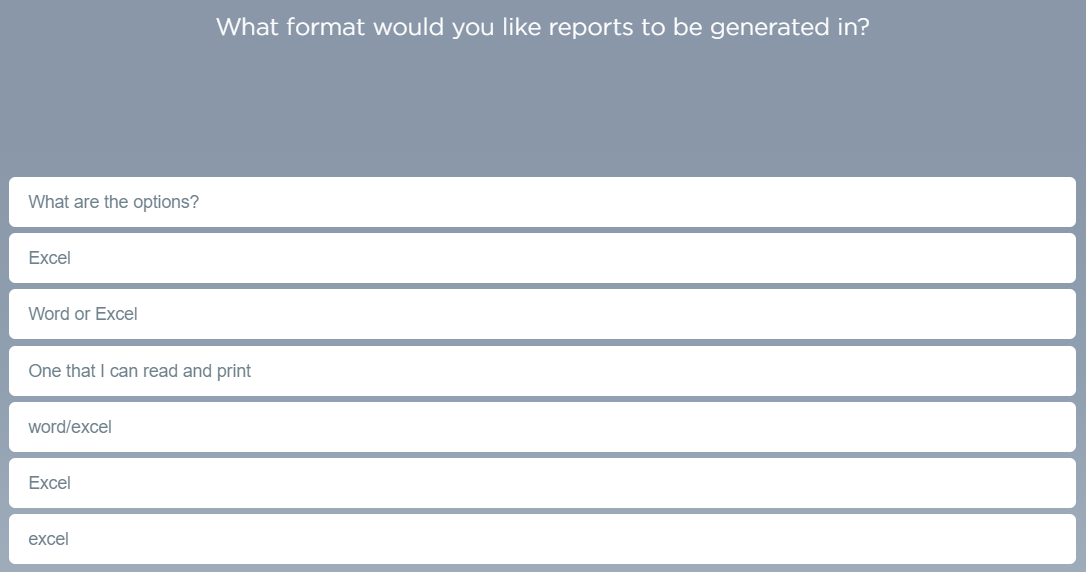 What format would you like reports to be generated in?
What are the options?
Excel
Word or Excel
One that I can read and print
word/excel
Excel
excel